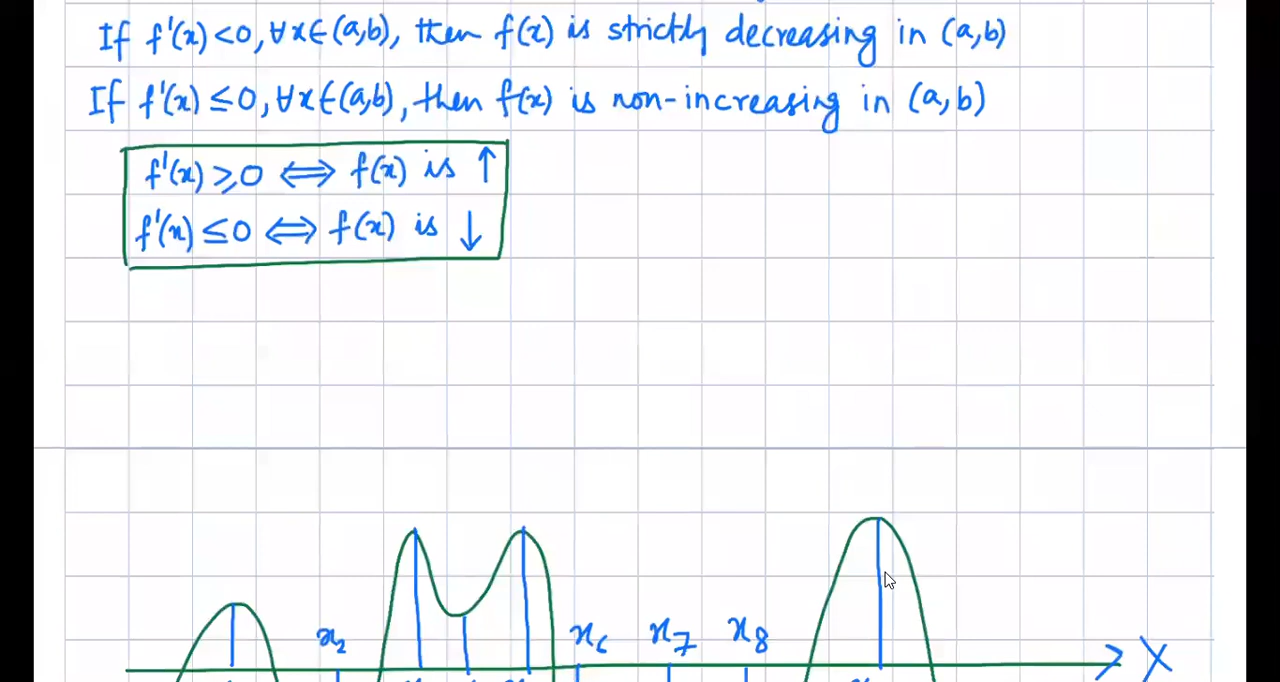 If f'(x) < 0, ∀x∈(a,b), then f(x) is strictly decreasing in (a,b)
If f'(x) ≤ 0, ∀x∈(a,b), then f(x) is non-increasing in (a,b)
f'(x) ≥ 0 ⟺ f(x) is ↑
f'(x) ≤ 0 ⟺ f(x) is ↓
x₂ x₆ x₇ x₈ X